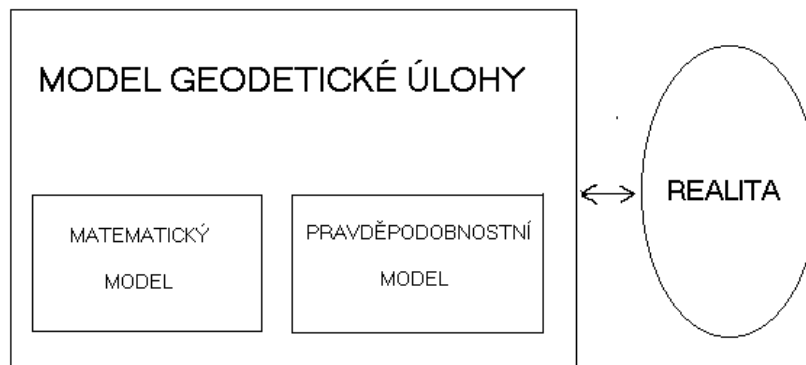 MODEL GEODETICKÉ ÚLOHY
MATEMATICKÝ
MODEL
PRAVDĚPODOBNOSTNÍ
MODEL
REALITA